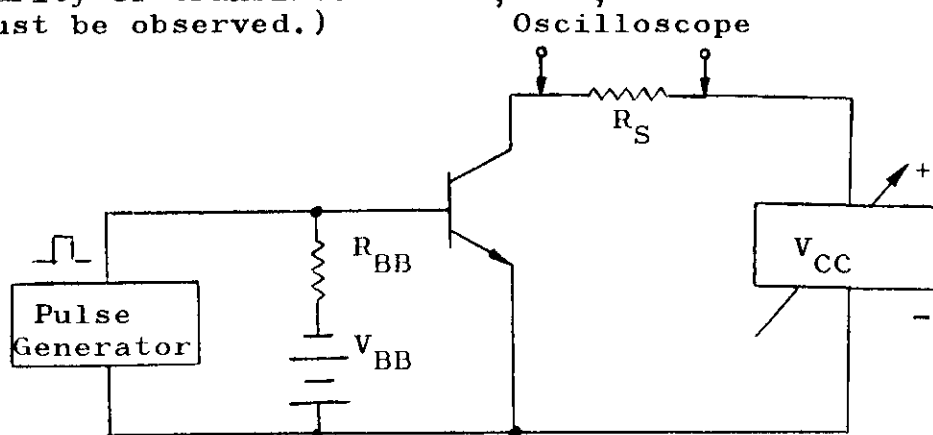 ust be observed.)
Oscilloscope
R_S
+
R_BB
V_CC
Pulse
Generator
V_BB
-